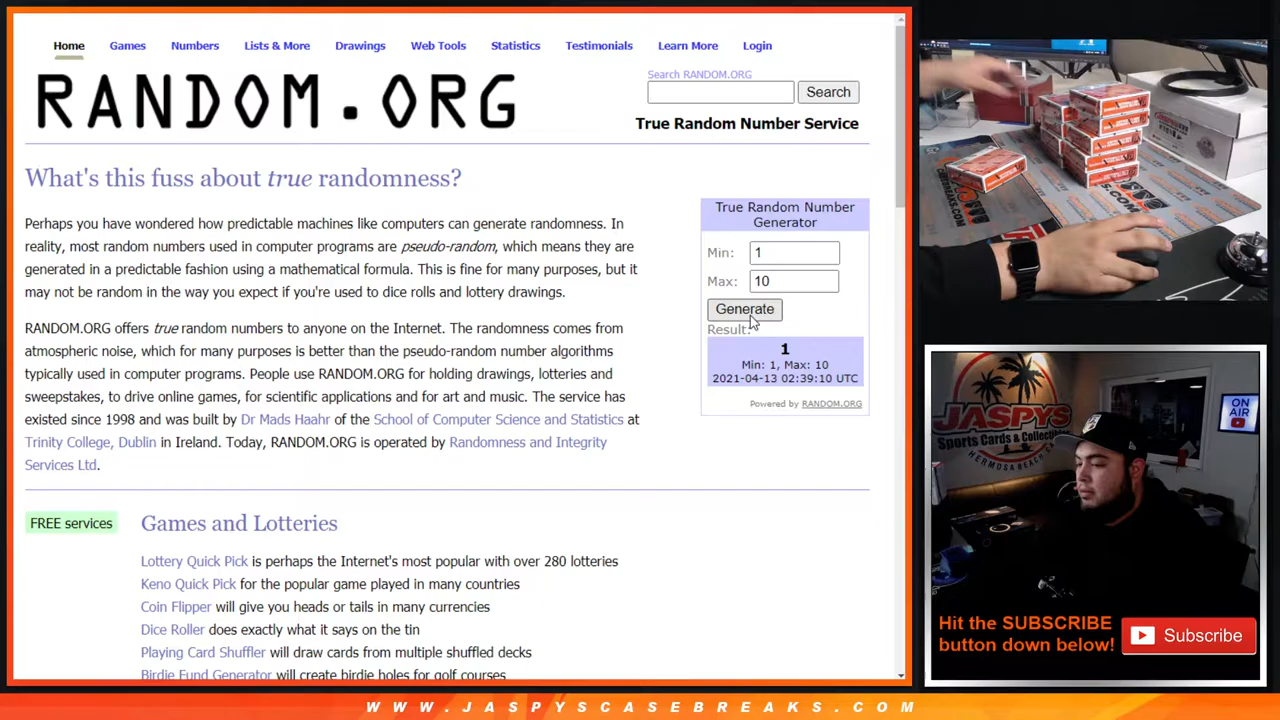 Home Games Numbers Lists & More Drawings Web Tools Statistics Testimonials Learn More Login
RANDOM.ORG
Search RANDOM.ORG
Search
True Random Number Service
What's this fuss about true randomness?
Perhaps you have wondered how predictable machines like computers can generate randomness. In
reality, most random numbers used in computer programs are pseudo-random, which means they are
generated in a predictable fashion using a mathematical formula. This is fine for many purposes, but it
may not be random in the way you expect if you're used to dice rolls and lottery drawings.
RANDOM.ORG offers true random numbers to anyone on the Internet. The randomness comes from
atmospheric noise, which for many purposes is better than the pseudo-random number algorithms
typically used in computer programs. People use RANDOM.ORG for holding drawings, lotteries and
sweepstakes, to drive online games, for scientific applications and for art and music. The service has
existed since 1998 and was built by Dr Mads Haahr of the School of Computer Science and Statistics at
Trinity College, Dublin in Ireland. Today, RANDOM.ORG is operated by Randomness and Integrity
Services Ltd.
True Random Number
Generator
Min: 1
Max: 10
Generate
Result:
1
Min: 1, Max: 10
2021-04-13 02:39:10 UTC
Powered by RANDOM.ORG
FREE services
Games and Lotteries
Lottery Quick Pick is perhaps the Internet's most popular with over 280 lotteries
Keno Quick Pick for the popular game played in many countries
Coin Flipper will give you heads or tails in many currencies
Dice Roller does exactly what it says on the tin
Playing Card Shuffler will draw cards from multiple shuffled decks
Birdie Fund Generator will create birdie holes for golf courses
JASPYS
Sports Cards & Collectibles
HERMOSA BEACH
ON
AIR
Hit the SUBSCRIBE
button down below!
Subscribe
WWW.JASPYSCASEBREAKS.COM